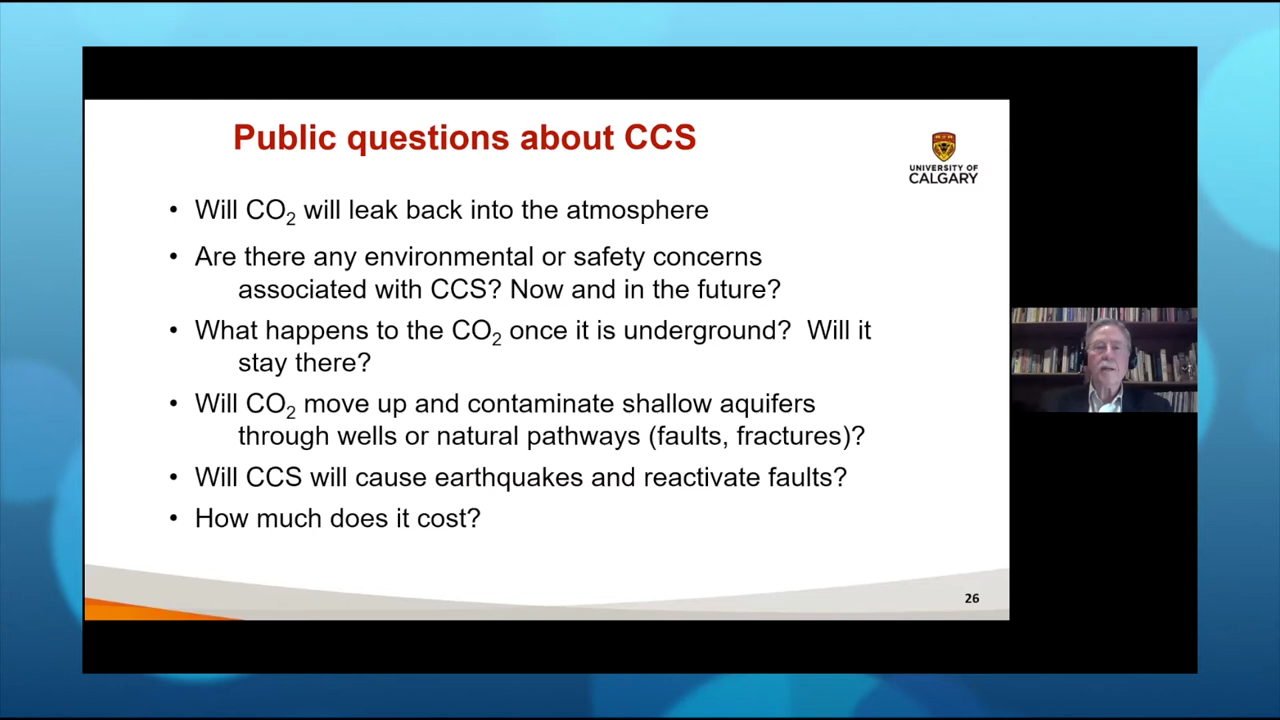 Public questions about CCS
UNIVERSITY OF
CALGARY
• Will CO₂ will leak back into the atmosphere
• Are there any environmental or safety concerns
associated with CCS? Now and in the future?
• What happens to the CO₂ once it is underground? Will it
stay there?
• Will CO₂ move up and contaminate shallow aquifers
through wells or natural pathways (faults, fractures)?
• Will CCS will cause earthquakes and reactivate faults?
• How much does it cost?
26